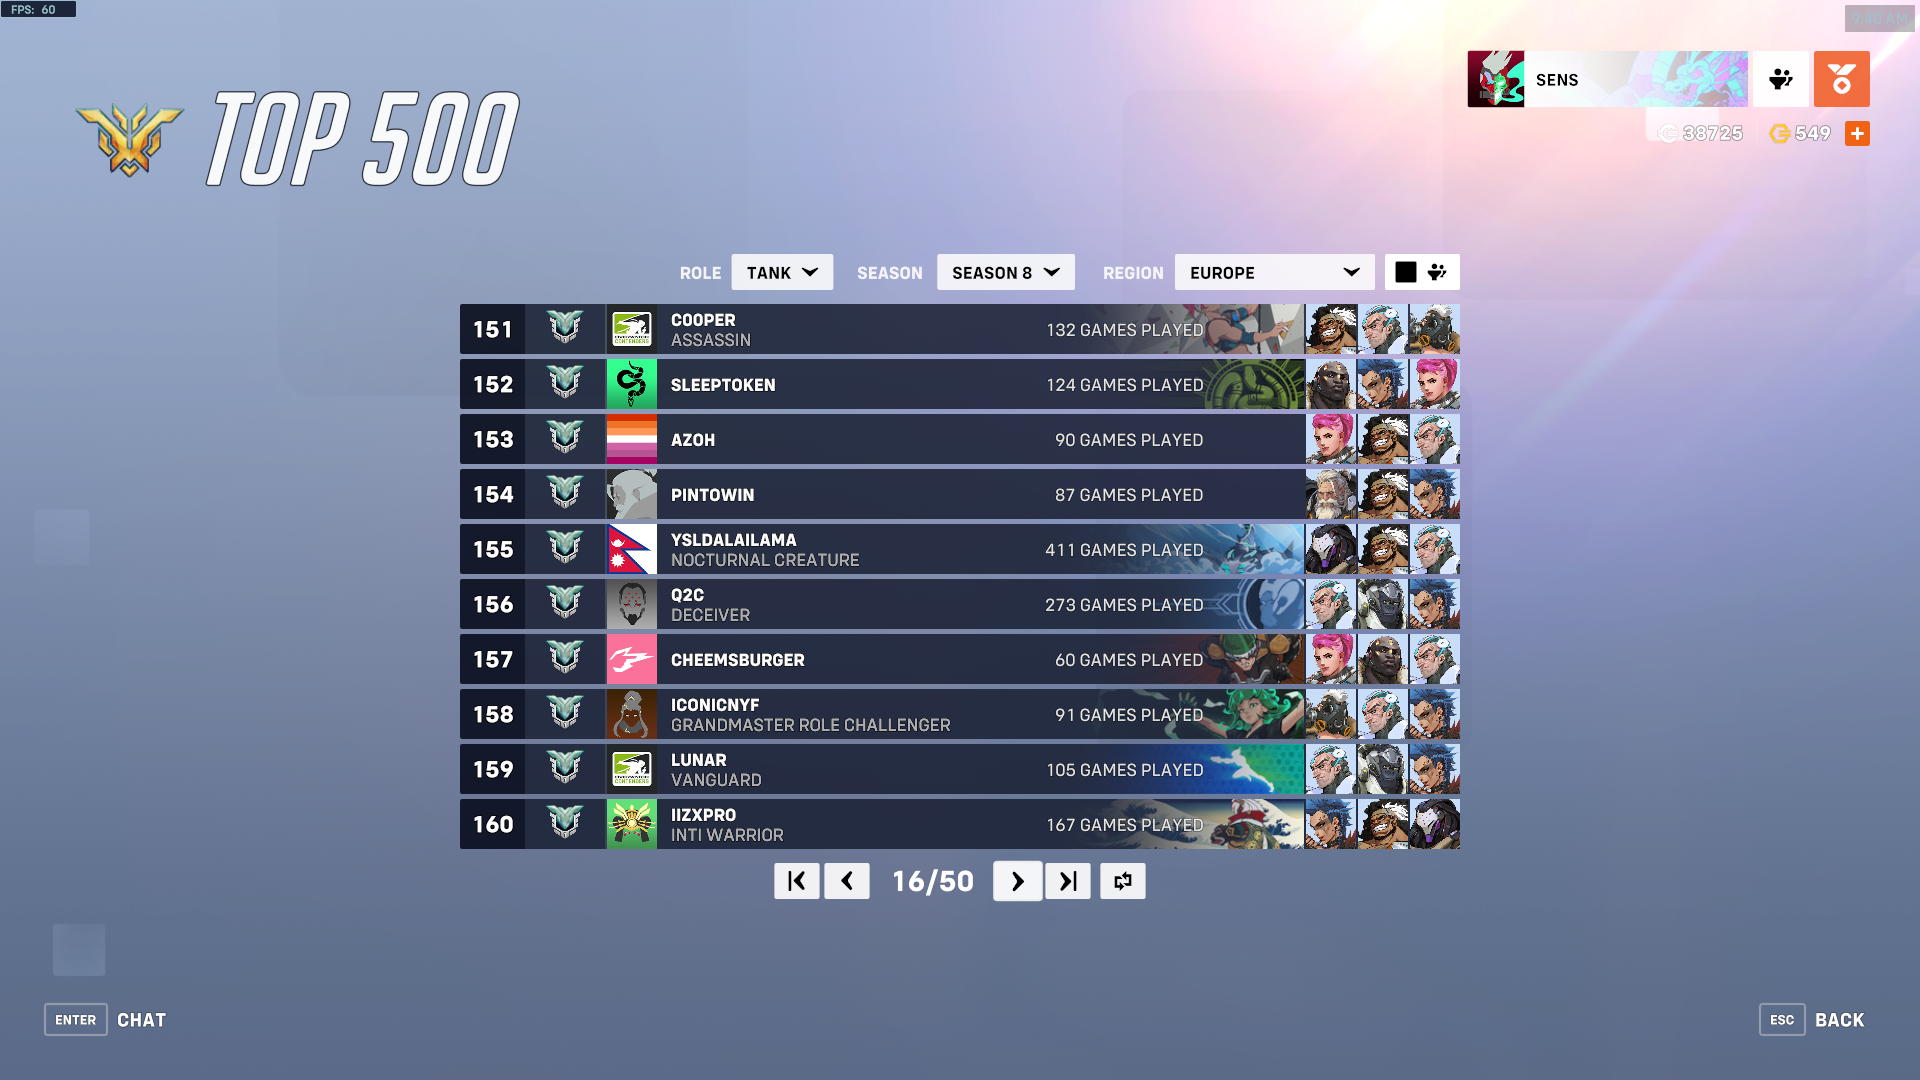 FPS: 60
9:40 AM
TOP 500
SENS
38725
549
ROLE TANK SEASON SEASON 8 REGION EUROPE
151 COOPER 132 GAMES PLAYED
ASSASSIN
152 SLEEPTOKEN 124 GAMES PLAYED
153 AZOH 90 GAMES PLAYED
154 PINTOWIN 87 GAMES PLAYED
155 YSLDALAILAMA 411 GAMES PLAYED
NOCTURNAL CREATURE
156 Q2C 273 GAMES PLAYED
DECEIVER
157 CHEEMSBURGER 60 GAMES PLAYED
158 ICONICNYF 91 GAMES PLAYED
GRANDMASTER ROLE CHALLENGER
159 LUNAR 105 GAMES PLAYED
VANGUARD
160 IIZXPRO 167 GAMES PLAYED
INTI WARRIOR
16/50
ENTER CHAT
ESC BACK